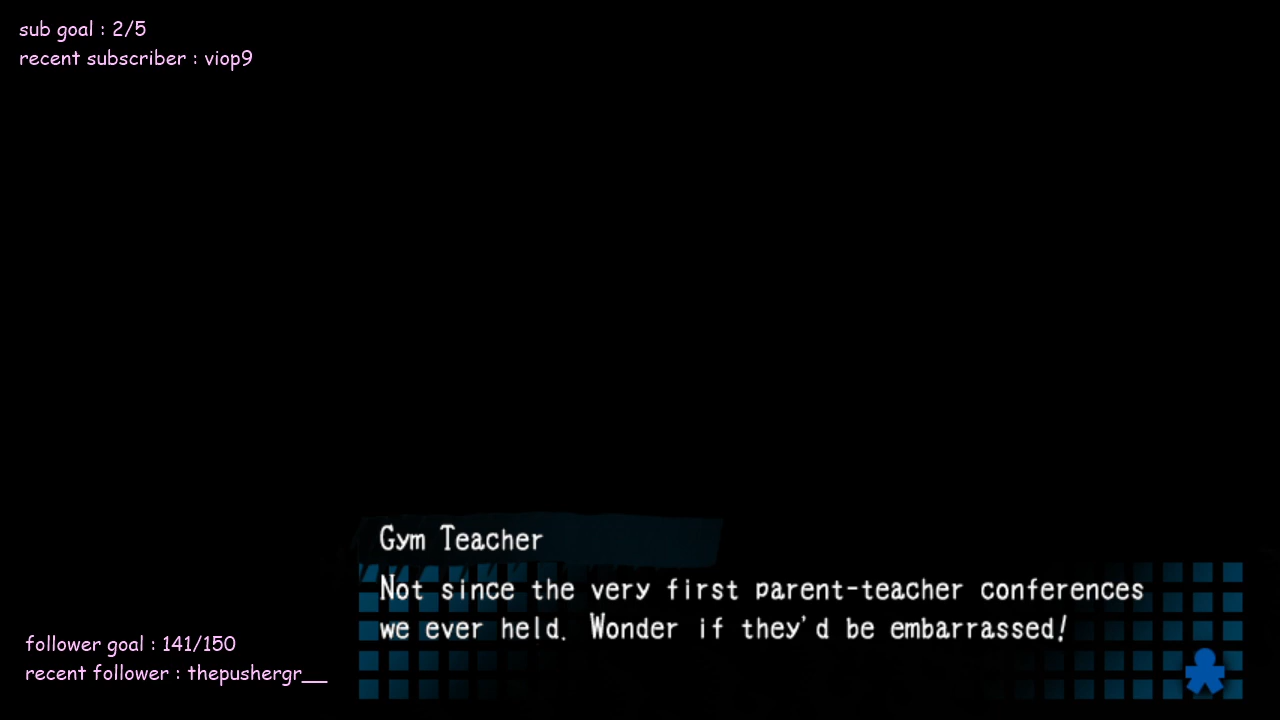 sub goal : 2/5
recent subscriber : viop9
Gym Teacher
Not since the very first parent-teacher conferences
we ever held. Wonder if they'd be embarrassed!
follower goal : 141/150
recent follower : thepushergr__